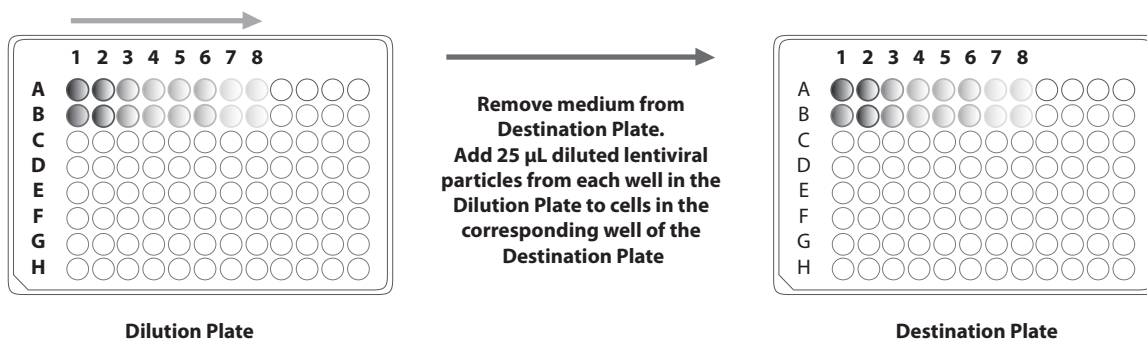 1 2 3 4 5 6 7 8
A
B
C
D
E
F
G
H
Dilution Plate
Remove medium from
Destination Plate.
Add 25 µL diluted lentiviral
particles from each well in the
Dilution Plate to cells in the
corresponding well of the
Destination Plate
1 2 3 4 5 6 7 8
A
B
C
D
E
F
G
H
Destination Plate